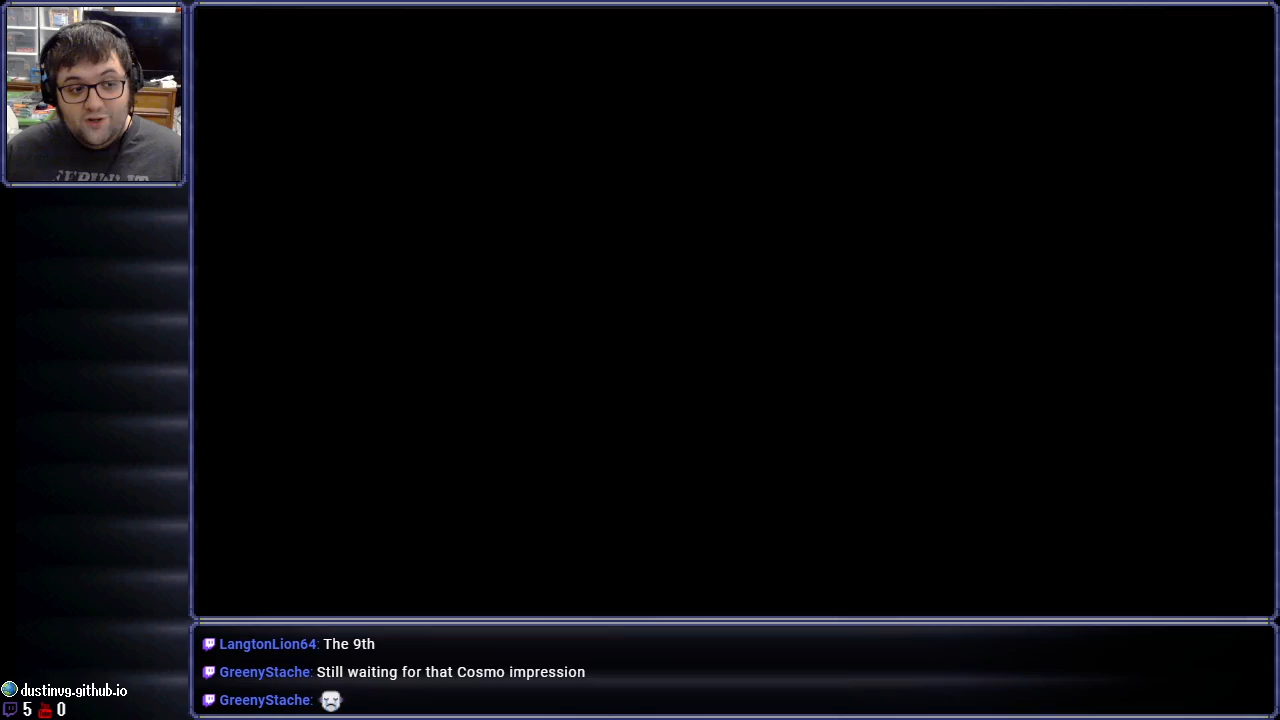 LangtonLion64: The 9th
GreenyStache: Still waiting for that Cosmo impression
GreenyStache:
dustinvg.github.io
5 0